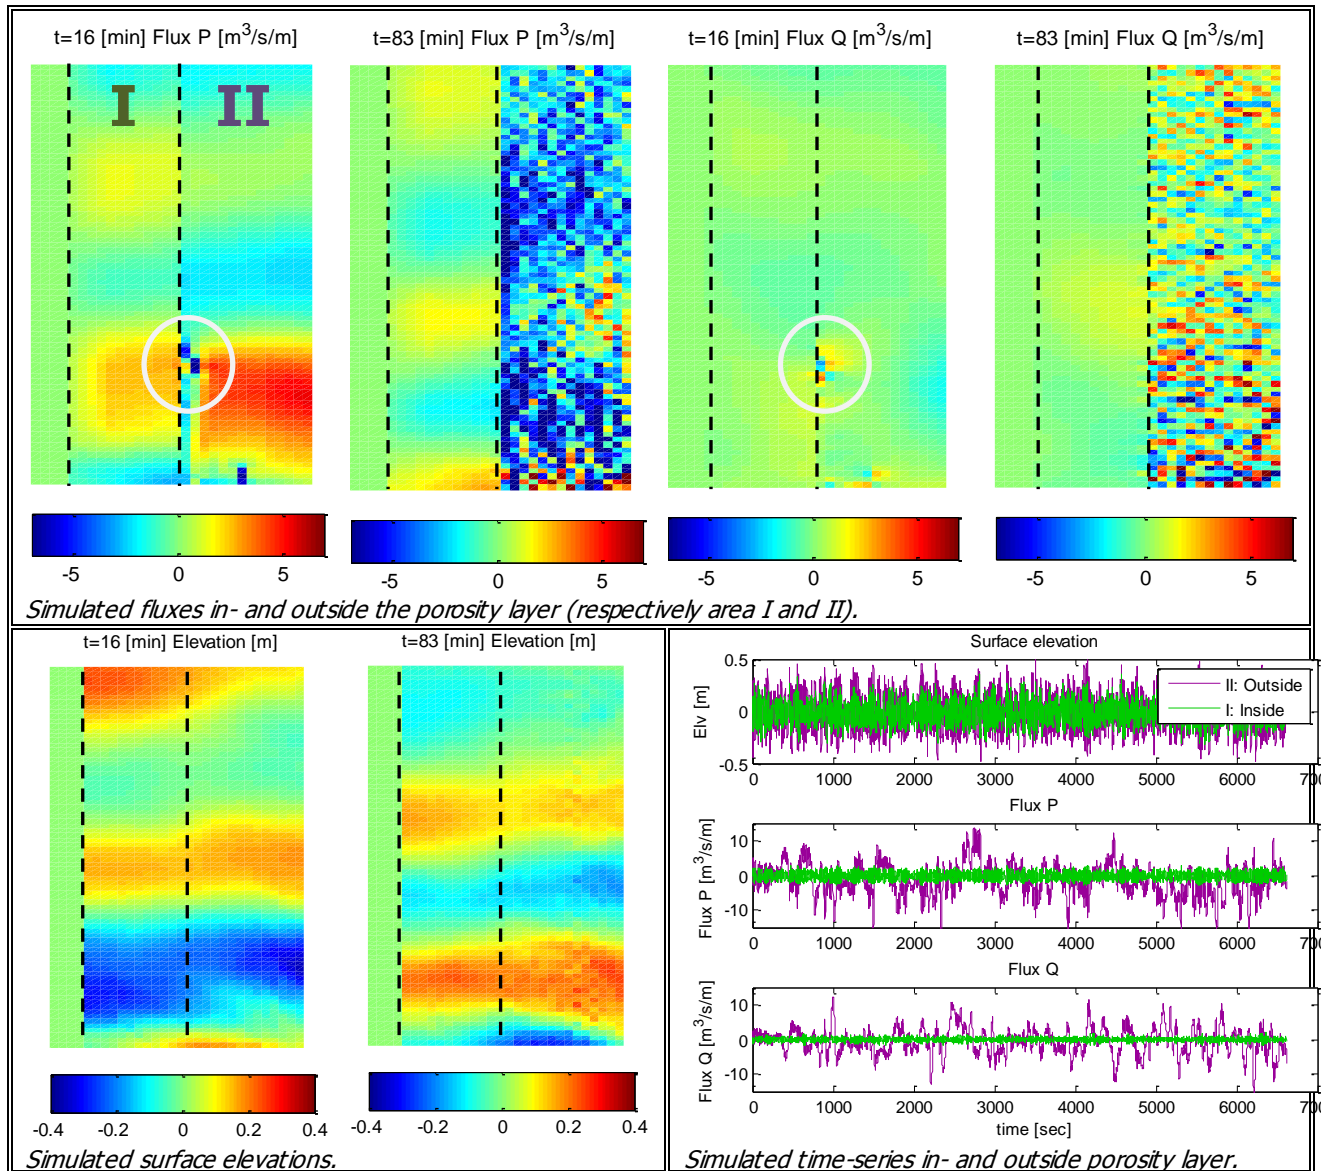 t=16 [min] Flux P [m³/s/m]
t=83 [min] Flux P [m³/s/m]
t=16 [min] Flux Q [m³/s/m]
t=83 [min] Flux Q [m³/s/m]
I
II
-5 0 5
-5 0 5
-5 0 5
-5 0 5
Simulated fluxes in- and outside the porosity layer (respectively area I and II).
t=16 [min] Elevation [m]
t=83 [min] Elevation [m]
-0.4 -0.2 0 0.2 0.4
-0.4 -0.2 0 0.2 0.4
Simulated surface elevations.
Surface elevation
Elv [m]
0.5
0
-0.5
II: Outside
I: Inside
0 1000 2000 3000 4000 5000 6000 700
Flux P
Flux P [m³/s/m]
10
0
-10
0 1000 2000 3000 4000 5000 6000 700
Flux Q
Flux Q [m³/s/m]
10
0
-10
0 1000 2000 3000 4000 5000 6000 700
time [sec]
Simulated time-series in- and outside porosity layer.